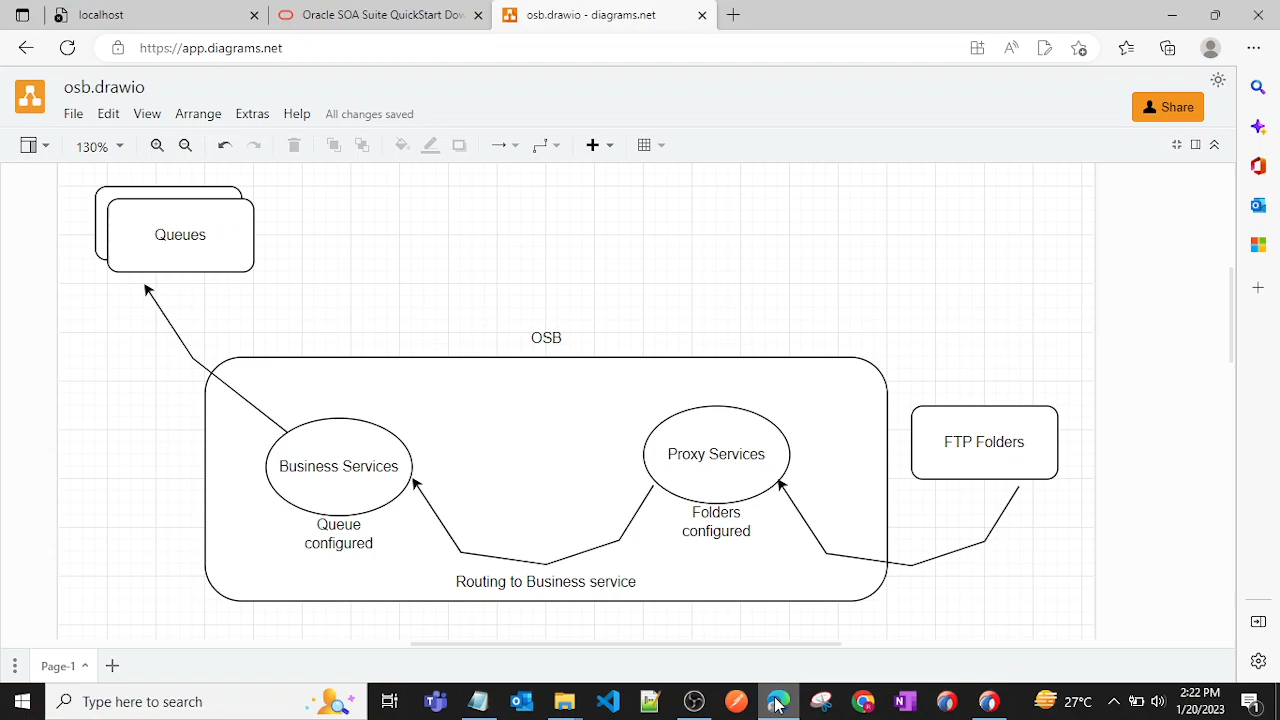 localhost
Oracle SOA Suite QuickStart Dow
osb.drawio - diagrams.net
https://app.diagrams.net
osb.drawio
File Edit View Arrange Extras Help All changes saved
Share
130%
Queues
OSB
Business Services
Proxy Services
FTP Folders
Queue
configured
Folders
configured
Routing to Business service
Page-1
Type here to search
27°C
2:22 PM
1/20/2023